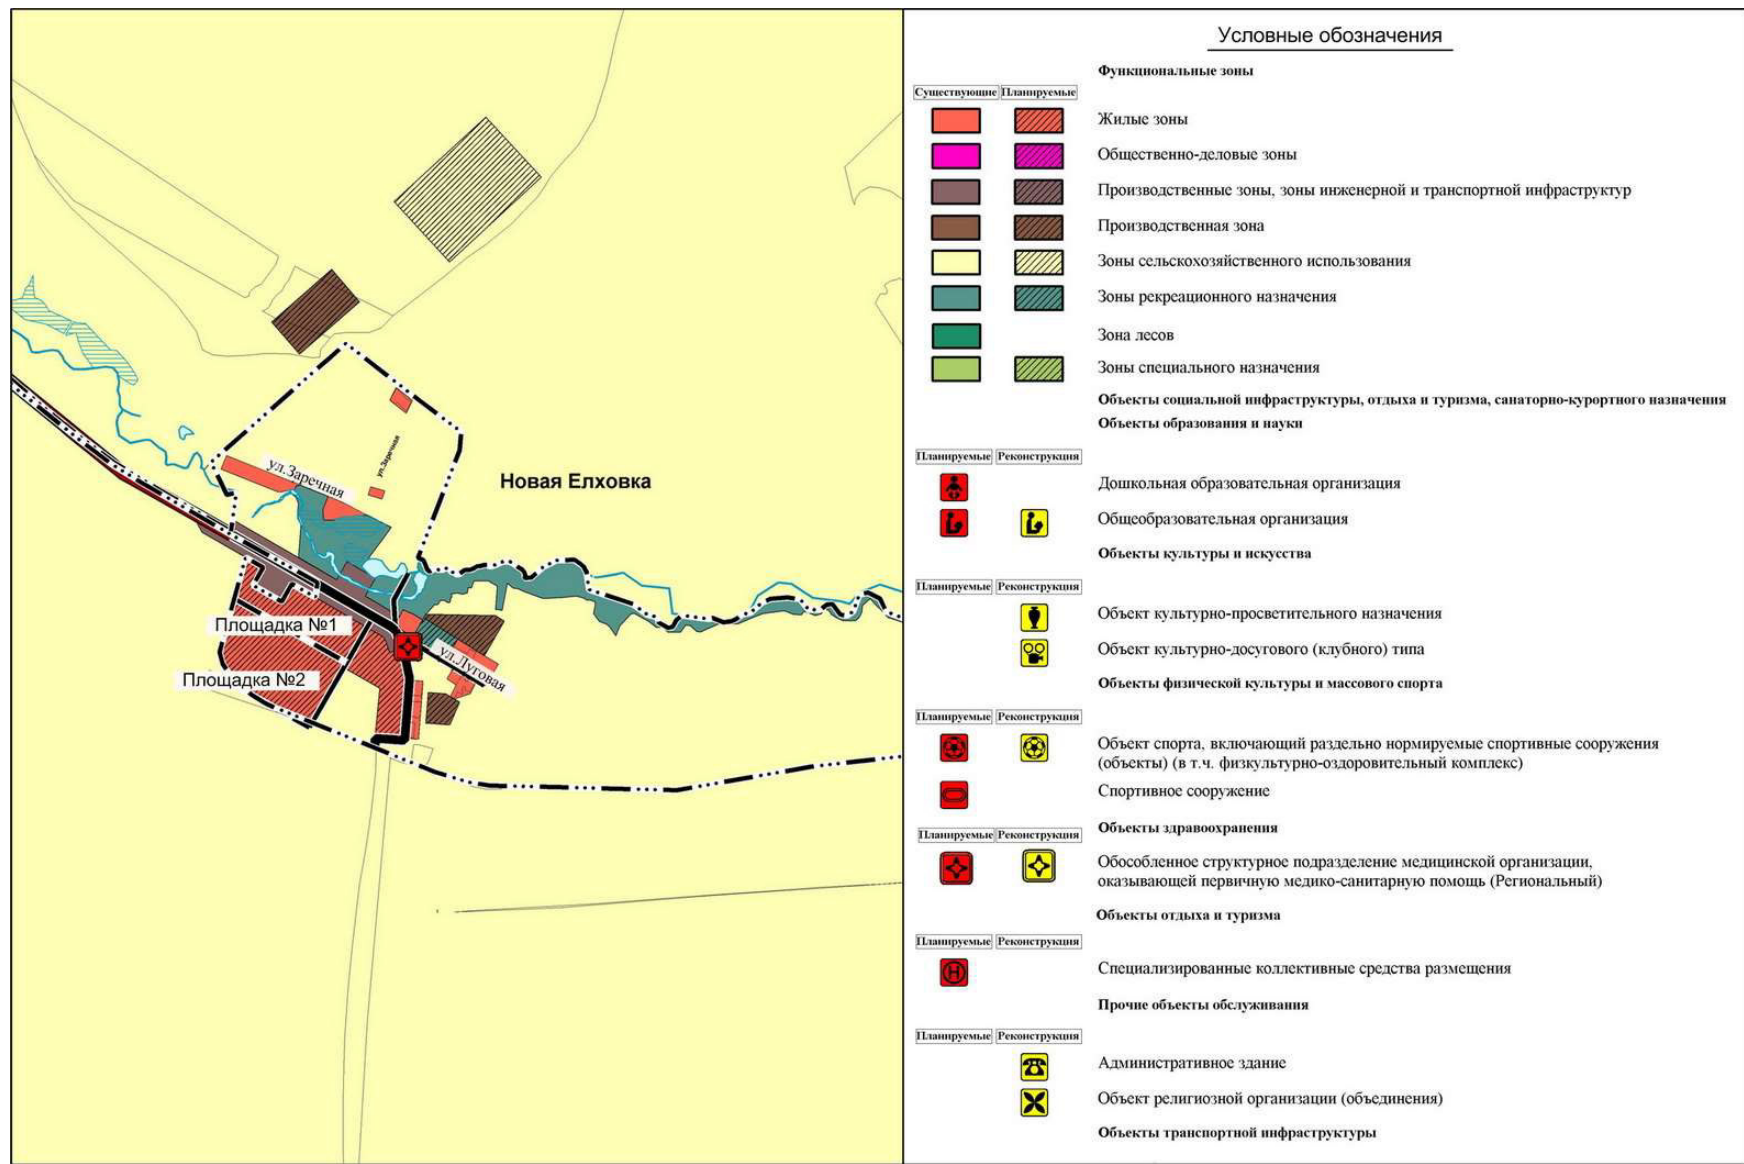 ул.Заречная
ул.Заречная
Новая Елховка
Площадка №1
ул.Луговая
Площадка №2
Условные обозначения
Функциональные зоны
Существующие Планируемые
Жилые зоны
Общественно-деловые зоны
Производственные зоны, зоны инженерной и транспортной инфраструктур
Производственная зона
Зоны сельскохозяйственного использования
Зоны рекреационного назначения
Зона лесов
Зоны специального назначения
Объекты социальной инфраструктуры, отдыха и туризма, санаторно-курортного назначения
Объекты образования и науки
Планируемые Реконструкция
Дошкольная образовательная организация
Общеобразовательная организация
Объекты культуры и искусства
Планируемые Реконструкция
Объект культурно-просветительного назначения
Объект культурно-досугового (клубного) типа
Объекты физической культуры и массового спорта
Планируемые Реконструкция
Объект спорта, включающий раздельно нормируемые спортивные сооружения
(объекты) (в т.ч. физкультурно-оздоровительный комплекс)
Спортивное сооружение
Объекты здравоохранения
Планируемые Реконструкция
Обособленное структурное подразделение медицинской организации,
оказывающей первичную медико-санитарную помощь (Региональный)
Объекты отдыха и туризма
Планируемые Реконструкция
Н
Специализированные коллективные средства размещения
Прочие объекты обслуживания
Планируемые Реконструкция
Административное здание
Объект религиозной организации (объединения)
Объекты транспортной инфраструктуры